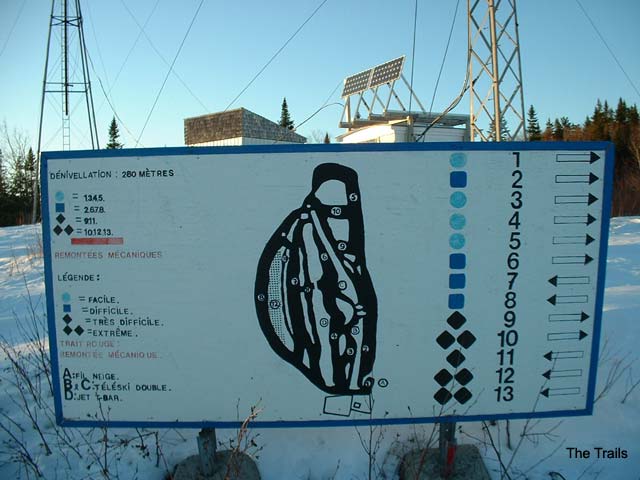 DÉNIVELLATION : 280 MÈTRES
= 1.3.4.5.
= 2.6.7.8.
= 9.11.
= 10.12.13.
REMONTEES MÉCANIQUES
LÉGENDE:
= FACILE.
= DIFFICILE.
= TRÈS DIFFICILE.
= EXTRÊME.
TRAIT ROUGE:
REMONTÉE MÉCANIQUE.
A: FIL NEIGE.
B & C: TÉLÉSKI DOUBLE.
D: JET T-BAR.
1
2
3
4
5
6
7
8
9
10
11
12
13
The Trails